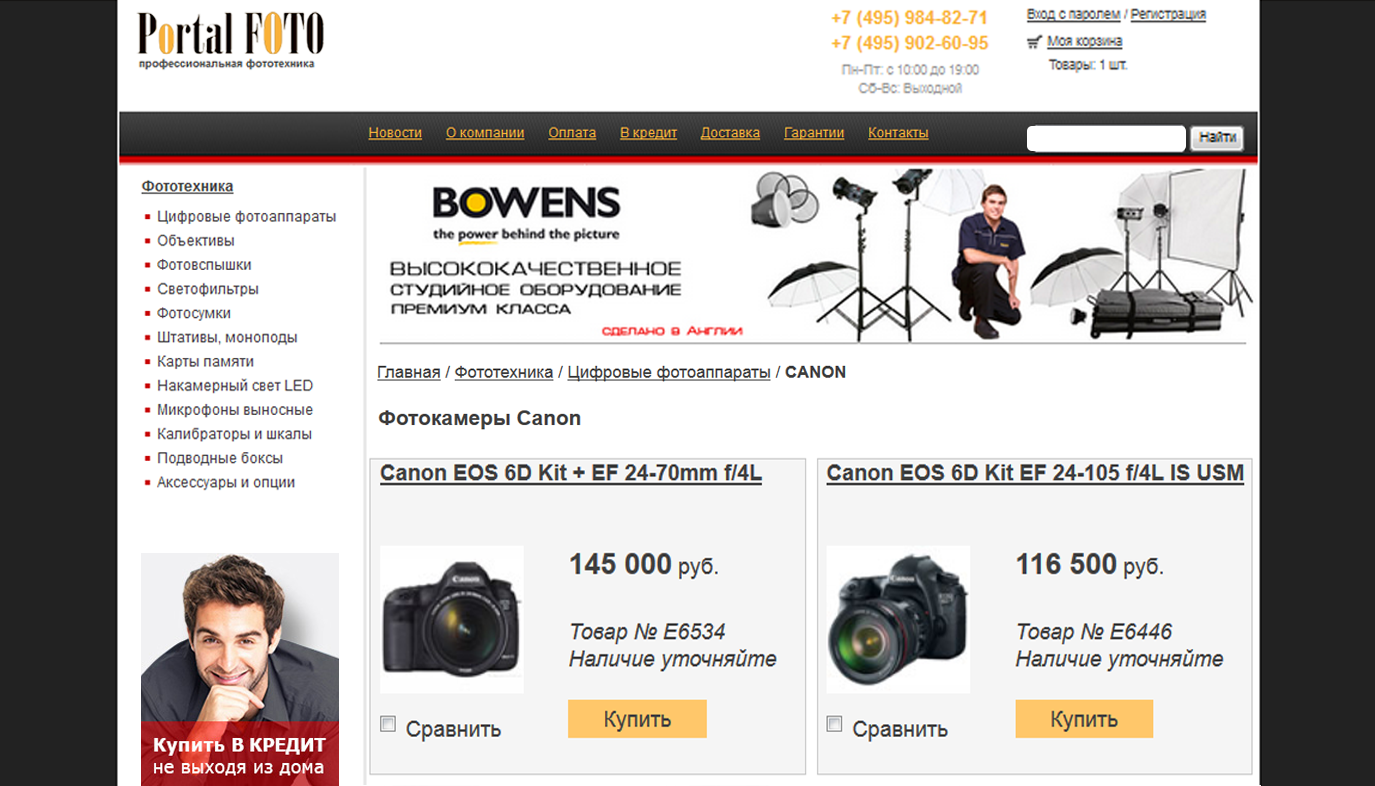 Portal FOTO
профессиональная фототехника
+7 (495) 984-82-71
+7 (495) 902-60-95
Пн-Пт: с 10:00 до 19:00
Сб-Вс: Выходной
Вход с паролем / Регистрация
Моя корзина
Товары: 1 шт.
Новости О компании Оплата В кредит Доставка Гарантии Контакты
Найти
Фототехника
Цифровые фотоаппараты
Объективы
Фотовспышки
Светофильтры
Фотосумки
Штативы, моноподы
Карты памяти
Накамерный свет LED
Микрофоны выносные
Калибраторы и шкалы
Подводные боксы
Аксессуары и опции
Купить В КРЕДИТ
не выходя из дома
BOWENS
the power behind the picture
ВЫСОКОКАЧЕСТВЕННОЕ
СТУДИЙНОЕ ОБОРУДОВАНИЕ
ПРЕМИУМ КЛАССА
СДЕЛАНО В АНГЛИИ
Главная / Фототехника / Цифровые фотоаппараты / CANON
Фотокамеры Canon
Canon EOS 6D Kit + EF 24-70mm f/4L
Canon
145 000 руб.
Товар № E6534
Наличие уточняйте
Сравнить
Купить
Canon EOS 6D Kit EF 24-105 f/4L IS USM
Canon
116 500 руб.
Товар № E6446
Наличие уточняйте
Сравнить
Купить